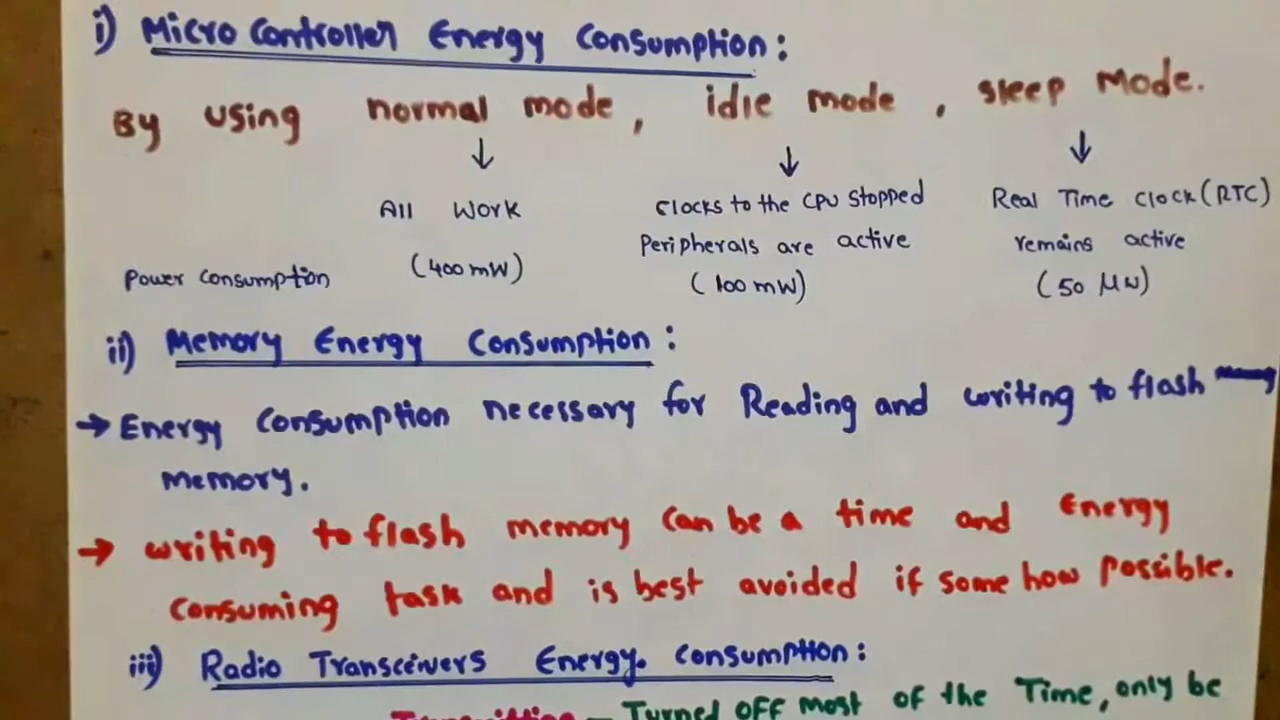 i) Micro Controller Energy Consumption:
By using normal mode, idle mode, sleep Mode.
↓ ↓ ↓
All Work Clocks to the CPU stopped Real Time Clock (RTC)
Peripherals are active remains active
Power Consumption (400 mW) (100 mW) (50 μW)
ii) Memory Energy Consumption:
→ Energy Consumption necessary for Reading and writing to flash
memory.
→ writing to flash memory can be a time and Energy
consuming task and is best avoided if some how possible.
iii) Radio Transceivers Energy. Consumption:
Transmitting – Turned OFF most of the Time, only be